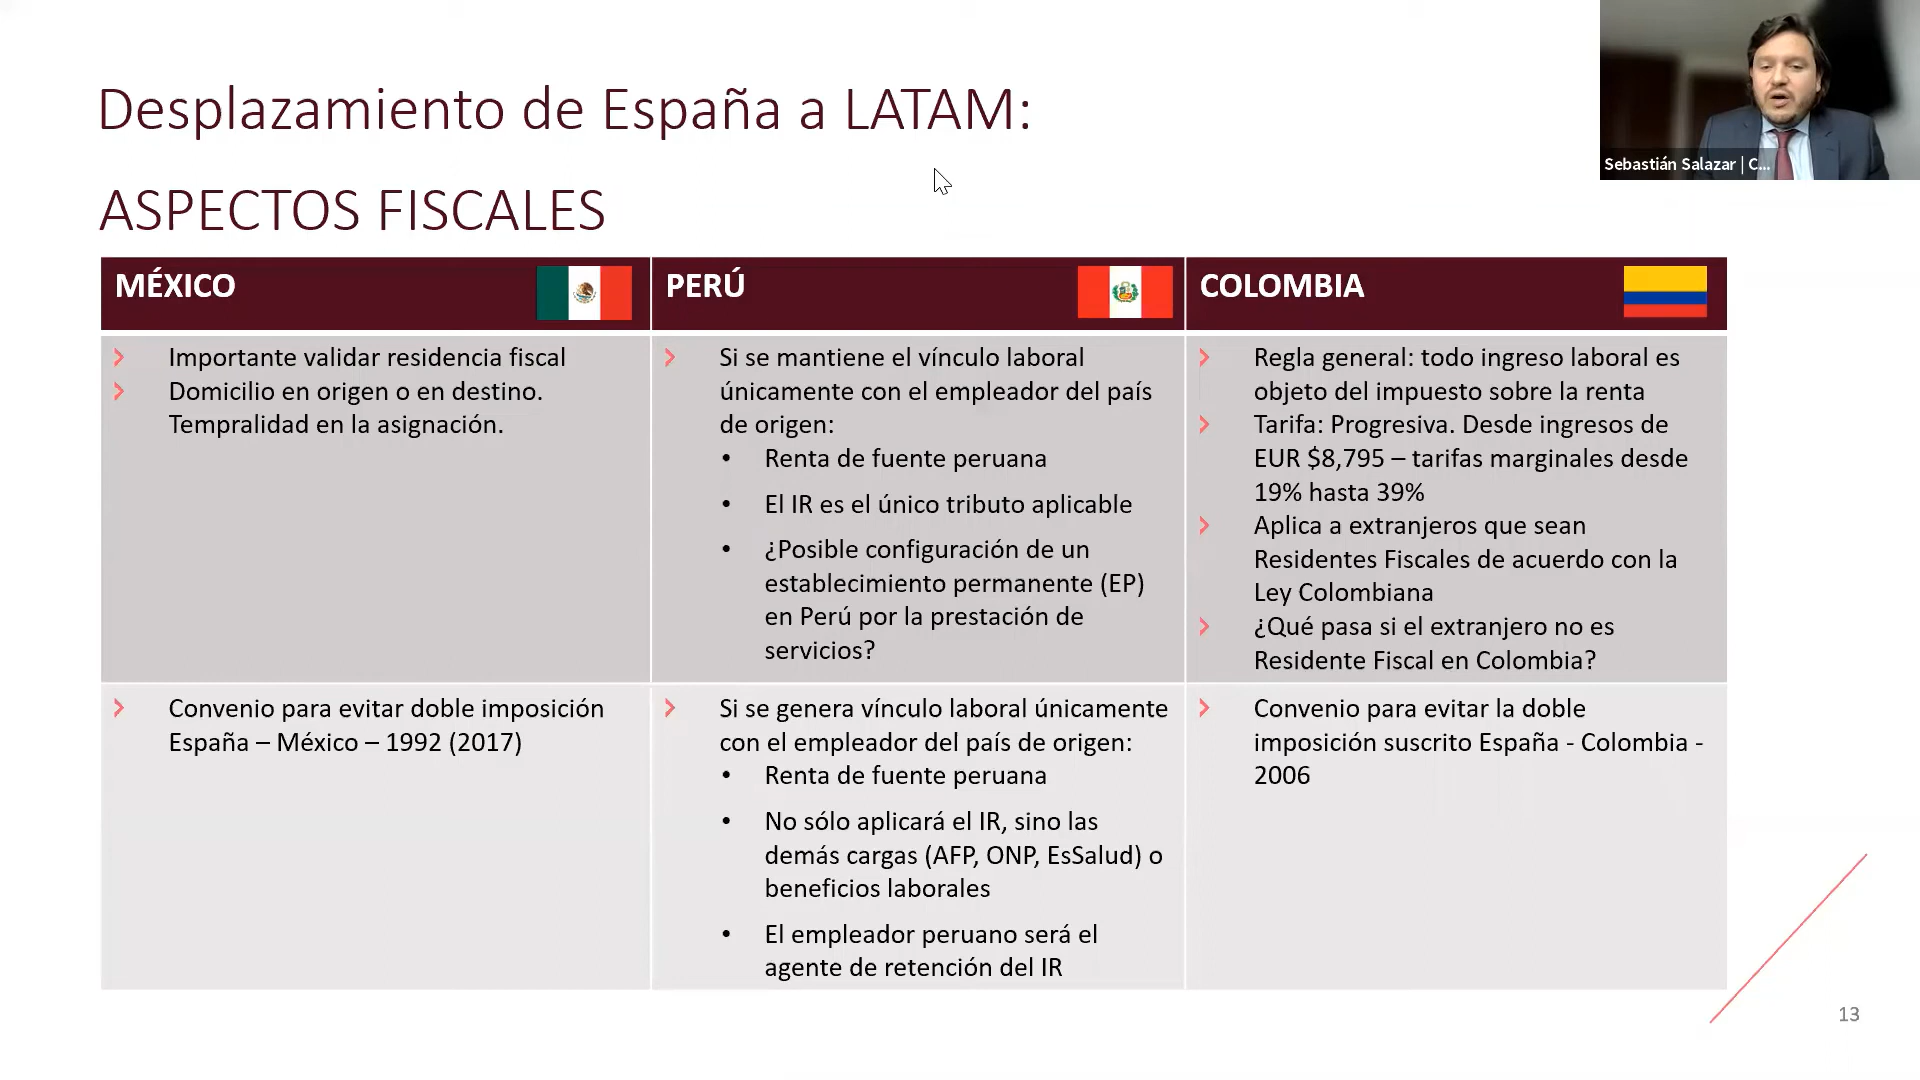 Desplazamiento de España a LATAM:
ASPECTOS FISCALES
Sebastián Salazar | C...
MÉXICO
Importante validar residencia fiscal
Domicilio en origen o en destino.
Tempralidad en la asignación.
Convenio para evitar doble imposición
España – México – 1992 (2017)
PERÚ
Si se mantiene el vínculo laboral
únicamente con el empleador del país
de origen:
• Renta de fuente peruana
• El IR es el único tributo aplicable
• ¿Posible configuración de un
establecimiento permanente (EP)
en Perú por la prestación de
servicios?
Si se genera vínculo laboral únicamente
con el empleador del país de origen:
• Renta de fuente peruana
• No sólo aplicará el IR, sino las
demás cargas (AFP, ONP, EsSalud) o
beneficios laborales
• El empleador peruano será el
agente de retención del IR
COLOMBIA
Regla general: todo ingreso laboral es
objeto del impuesto sobre la renta
Tarifa: Progresiva. Desde ingresos de
EUR $8,795 – tarifas marginales desde
19% hasta 39%
Aplica a extranjeros que sean
Residentes Fiscales de acuerdo con la
Ley Colombiana
¿Qué pasa si el extranjero no es
Residente Fiscal en Colombia?
Convenio para evitar la doble
imposición suscrito España - Colombia -
2006
13